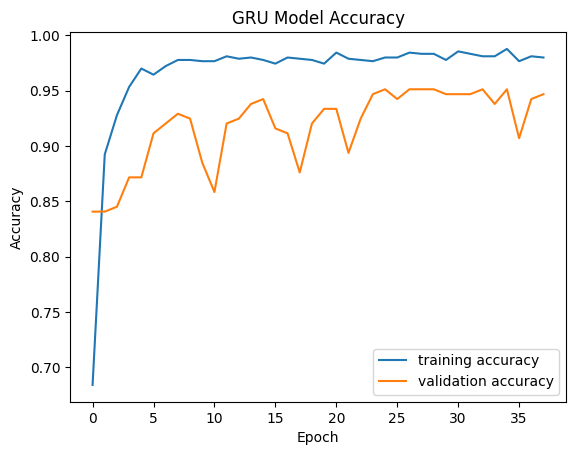 GRU Model Accuracy
1.00
0.95
0.90
0.85
0.80
0.75
0.70
Accuracy
0 5 10 15 20 25 30 35
Epoch
training accuracy
validation accuracy